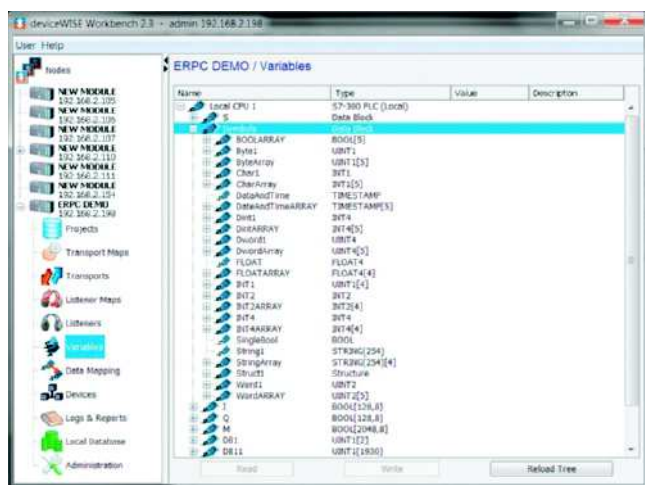 deviceWISE Workbench 2.3 - admin 192.168.2.198
User Help
Nodes
NEW MODULE
192.168.2.105
NEW MODULE
192.168.2.106
NEW MODULE
192.168.2.107
NEW MODULE
192.168.2.110
NEW MODULE
192.168.2.111
NEW MODULE
192.168.2.154
ERPC DEMO
192.168.2.198
Projects
Transport Maps
Transports
Listener Maps
Listeners
Variables
Data Mapping
Devices
Logs & Reports
Local Database
Administration
ERPC DEMO / Variables
Name Type Value Description
Local CPU 1 S7-300 PLC (Local)
S Data Block
Symbols Data Block
BOOLARRAY BOOL[5]
Byte1 UINT1
ByteArray UINT1[5]
Char1 INT1
CharArray INT1[5]
DateAndTime TIMESTAMP
DateAndTimeARRAY TIMESTAMP[5]
Dint1 INT4
DintARRAY INT4[5]
Dword1 UINT4
DwordArray UINT4[5]
FLOAT FLOAT4
FLOATARRAY FLOAT4[4]
INT1 UINT1[4]
INT2 INT2
INT2ARRAY INT2[4]
INT4 INT4
INT4ARRAY INT4[4]
SingleBool BOOL
String1 STRING(254)
StringArray STRING(254)[4]
Struct1 Structure
Word1 UINT2
WordARRAY UINT2[5]
I BOOL[128,8]
Q BOOL[128,8]
M BOOL[2048,8]
DB1 UINT1[2]
DB11 UINT1[1930]
Read Write Reload Tree